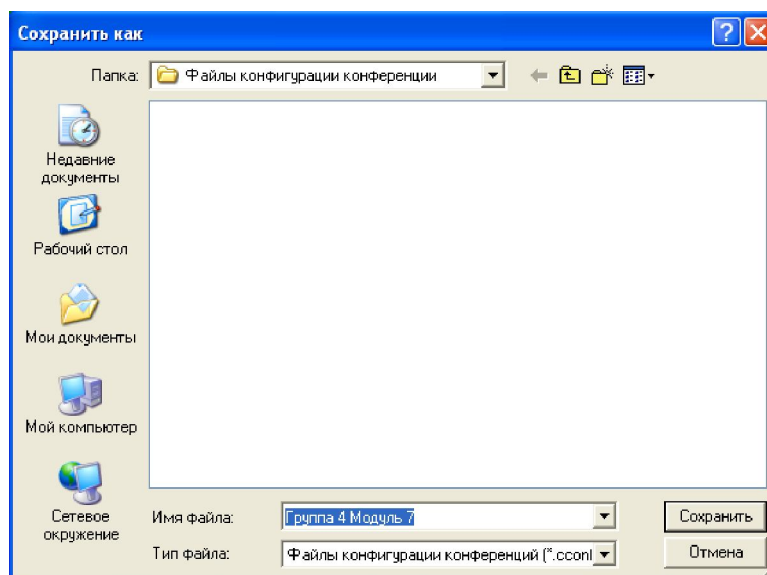 Сохранить как
Папка: Файлы конфигурации конференции
Недавние
документы
Рабочий стол
Мои документы
Мой компьютер
Сетевое
окружение
Имя файла: Группа 4 Модуль 7 Сохранить
Тип файла: Файлы конфигурации конференций (*.cconl Отмена